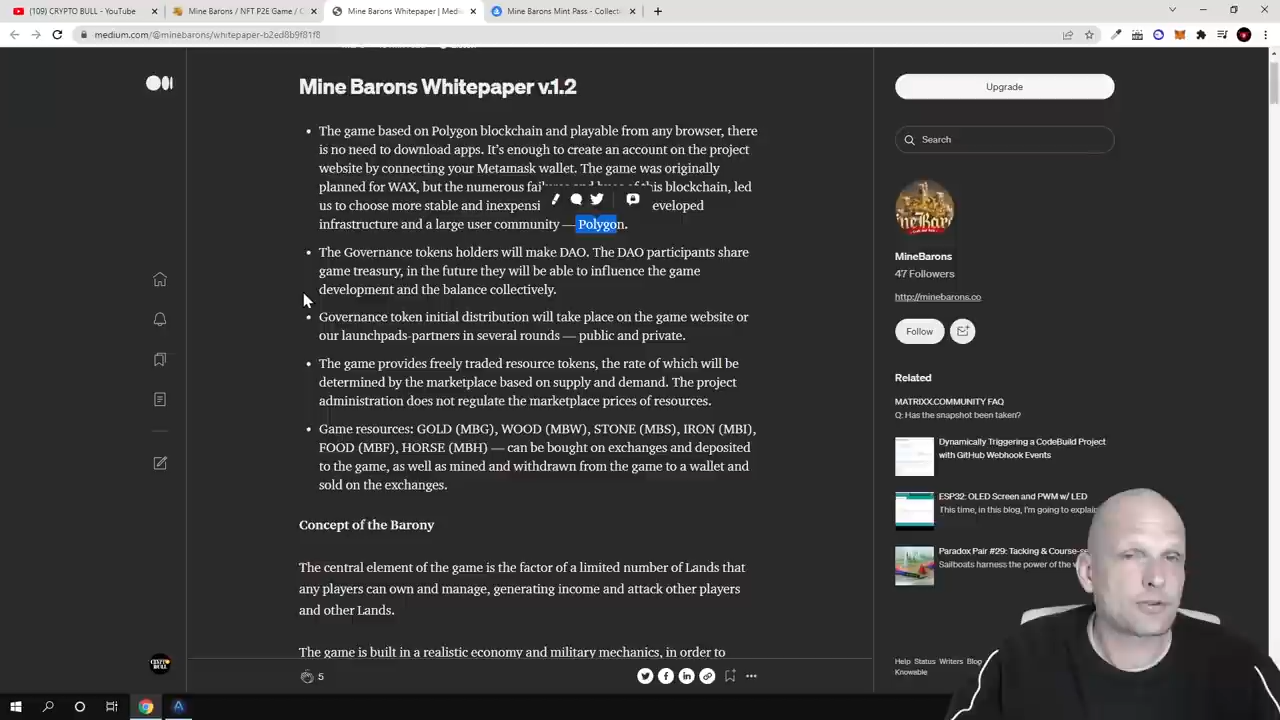 (109) CRYPTO BULL - YouTube
Mine Barons / NFT P2E Game / C
Mine Barons Whitepaper | Medi
Mine Barons Mint Pass - Collecti
medium.com/@minebarons/whitepaper-b2ed8b9f81f8
Mine Barons Whitepaper v.1.2
The game based on Polygon blockchain and playable from any browser, there
is no need to download apps. It's enough to create an account on the project
website by connecting your Metamask wallet. The game was originally
planned for WAX, but the numerous failures and bugs of this blockchain, led
us to choose more stable and inexpensi eveloped
infrastructure and a large user community — Polygon.
The Governance tokens holders will make DAO. The DAO participants share
game treasury, in the future they will be able to influence the game
development and the balance collectively.
Governance token initial distribution will take place on the game website or
our launchpads-partners in several rounds — public and private.
The game provides freely traded resource tokens, the rate of which will be
determined by the marketplace based on supply and demand. The project
administration does not regulate the marketplace prices of resources.
Game resources: GOLD (MBG), WOOD (MBW), STONE (MBS), IRON (MBI),
FOOD (MBF), HORSE (MBH) — can be bought on exchanges and deposited
to the game, as well as mined and withdrawn from the game to a wallet and
sold on the exchanges.
Concept of the Barony
The central element of the game is the factor of a limited number of Lands that
any players can own and manage, generating income and attack other players
and other Lands.
The game is built in a realistic economy and military mechanics, in order to
5
Upgrade
Search
MineBarons
47 Followers
http://minebarons.co
Follow
Related
MATRIXX.COMMUNITY FAQ
Q: Has the snapshot been taken?
Dynamically Triggering a CodeBuild Project
with GitHub Webhook Events
ESP32: OLED Screen and PWM w/ LED
This time, in this blog, I'm going to explain
Paradox Pair #29: Tacking & Course-se
Sailboats harness the power of the w
Help Status Writers Blog
Knowable